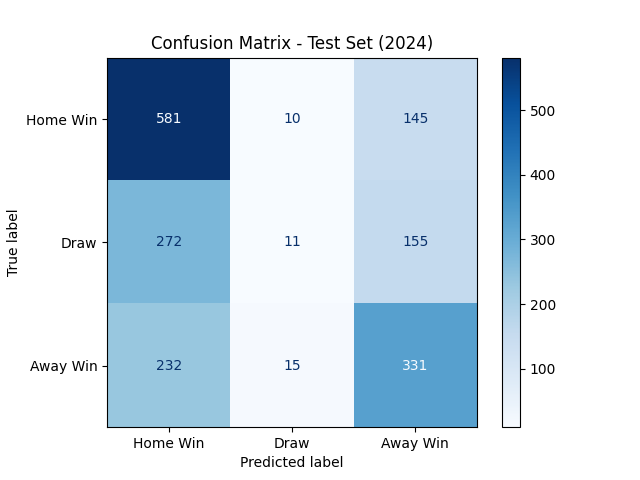 Confusion Matrix - Test Set (2024)
Home Win 581 10 145
Draw 272 11 155
Away Win 232 15 331
Home Win Draw Away Win
Predicted label
True label
500
400
300
200
100